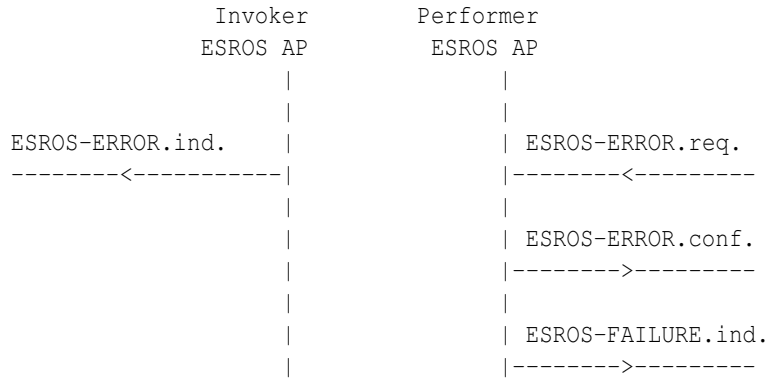 Invoker Performer
ESROS AP ESROS AP
| |
| |
ESROS-ERROR.ind. | | ESROS-ERROR.req.
--------<-----------| |--------<---------
| |
| | ESROS-ERROR.conf.
| |-------->---------
| |
| | ESROS-FAILURE.ind.
| |-------->---------